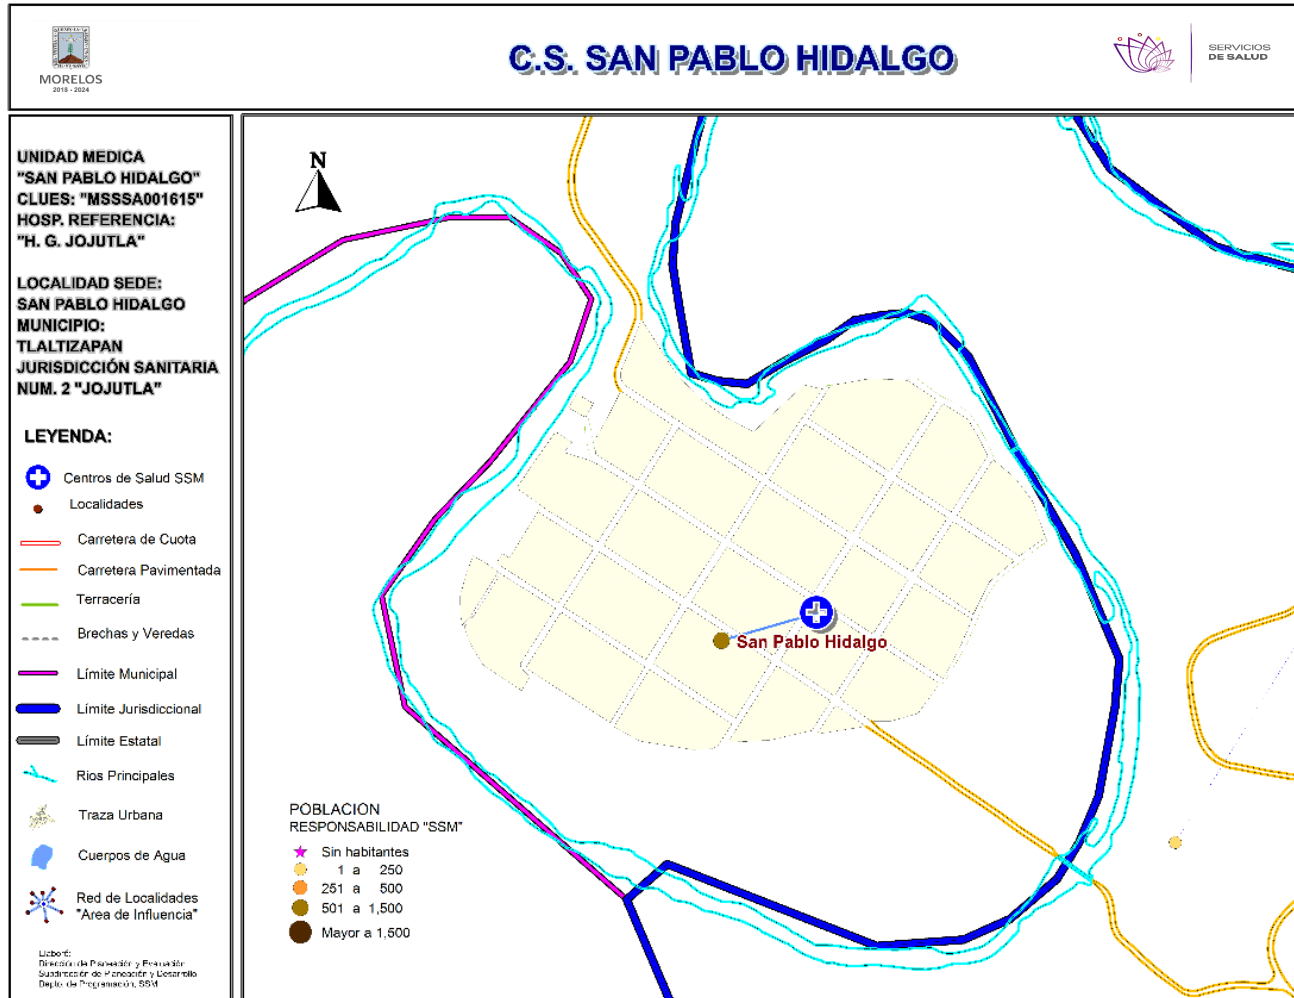 MORELOS
2018 - 2024
C.S. SAN PABLO HIDALGO
SERVICIOS
DE SALUD
UNIDAD MEDICA
"SAN PABLO HIDALGO"
CLUES: "MSSSA001615"
HOSP. REFERENCIA:
"H. G. JOJUTLA"
LOCALIDAD SEDE:
SAN PABLO HIDALGO
MUNICIPIO:
TLALTIZAPAN
JURISDICCIÓN SANITARIA
NUM. 2 "JOJUTLA"
LEYENDA:
Centros de Salud SSM
Localidades
Carretera de Cuota
Carretera Pavimentada
Terracería
Brechas y Veredas
Límite Municipal
Límite Jurisdiccional
Límite Estatal
Rios Principales
Traza Urbana
Cuerpos de Agua
Red de Localidades
"Area de Influencia"
Elaboró:
Dirección de Planeación y Evaluación
Subdirección de Planeación y Desarrollo
Depto. de Programación, SSM
N
San Pablo Hidalgo
POBLACION
RESPONSABILIDAD "SSM"
Sin habitantes
1 a 250
251 a 500
501 a 1,500
Mayor a 1,500